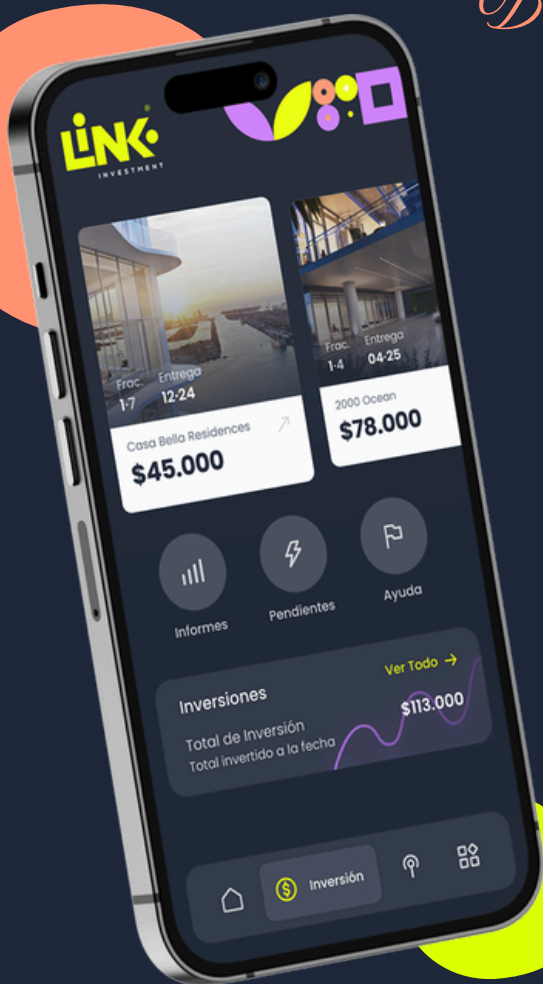 D
LINK
®
INVESTMENT
Frac. Entrega
1-7 12-24
Casa Bella Residences
$45.000
Frac. Entrega
1-4 04-25
2000 Ocean
$78.000
Informes
Pendientes
Ayuda
Inversiones
Ver Todo →
Total de Inversión
$113.000
Total invertido a la fecha
Inversión